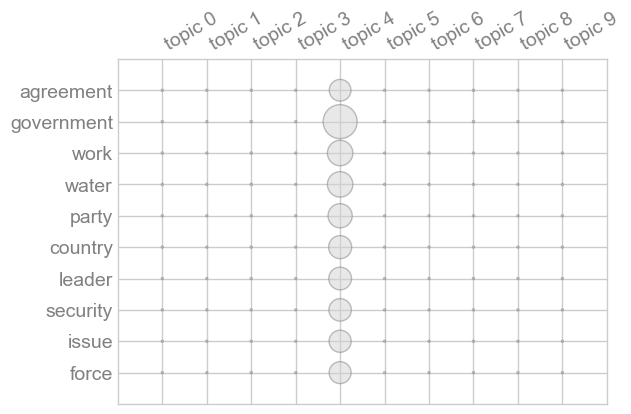 topic 0 topic 1 topic 2 topic 3 topic 4 topic 5 topic 6 topic 7 topic 8 topic 9
agreement
government
work
water
party
country
leader
security
issue
force